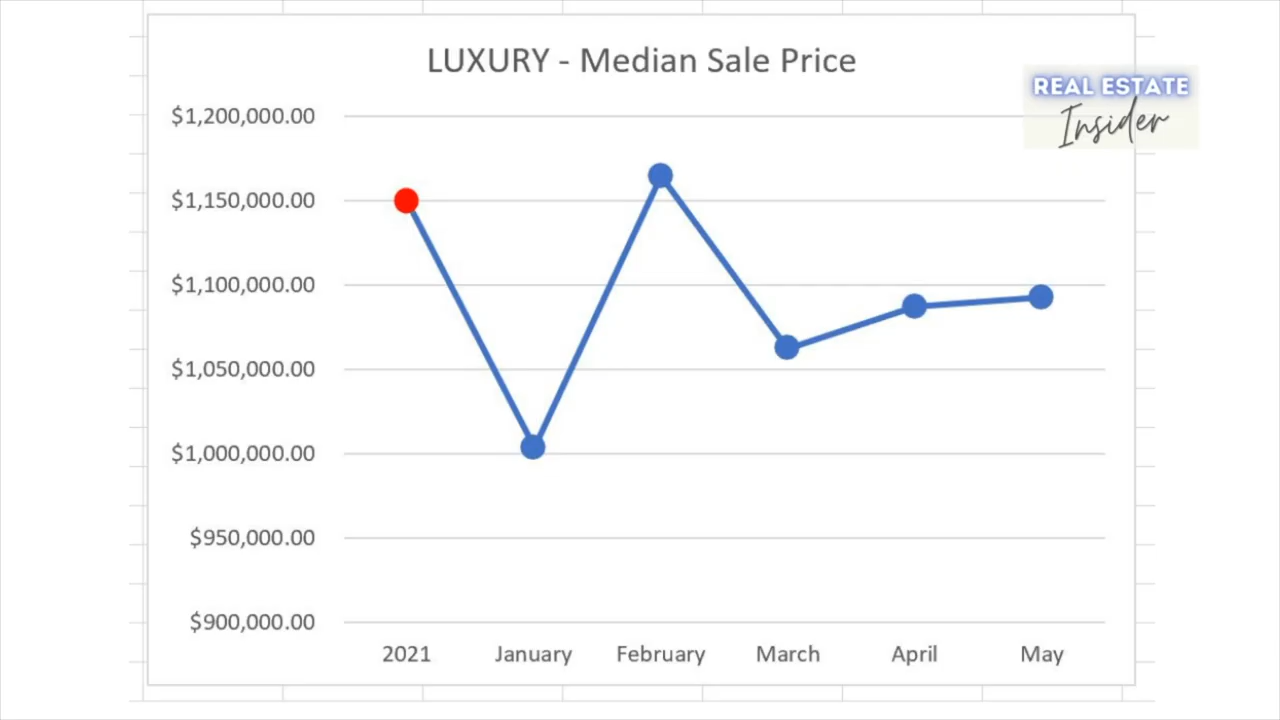 LUXURY - Median Sale Price
REAL ESTATE
Insider
$1,200,000.00
$1,150,000.00
$1,100,000.00
$1,050,000.00
$1,000,000.00
$950,000.00
$900,000.00
2021 January February March April May